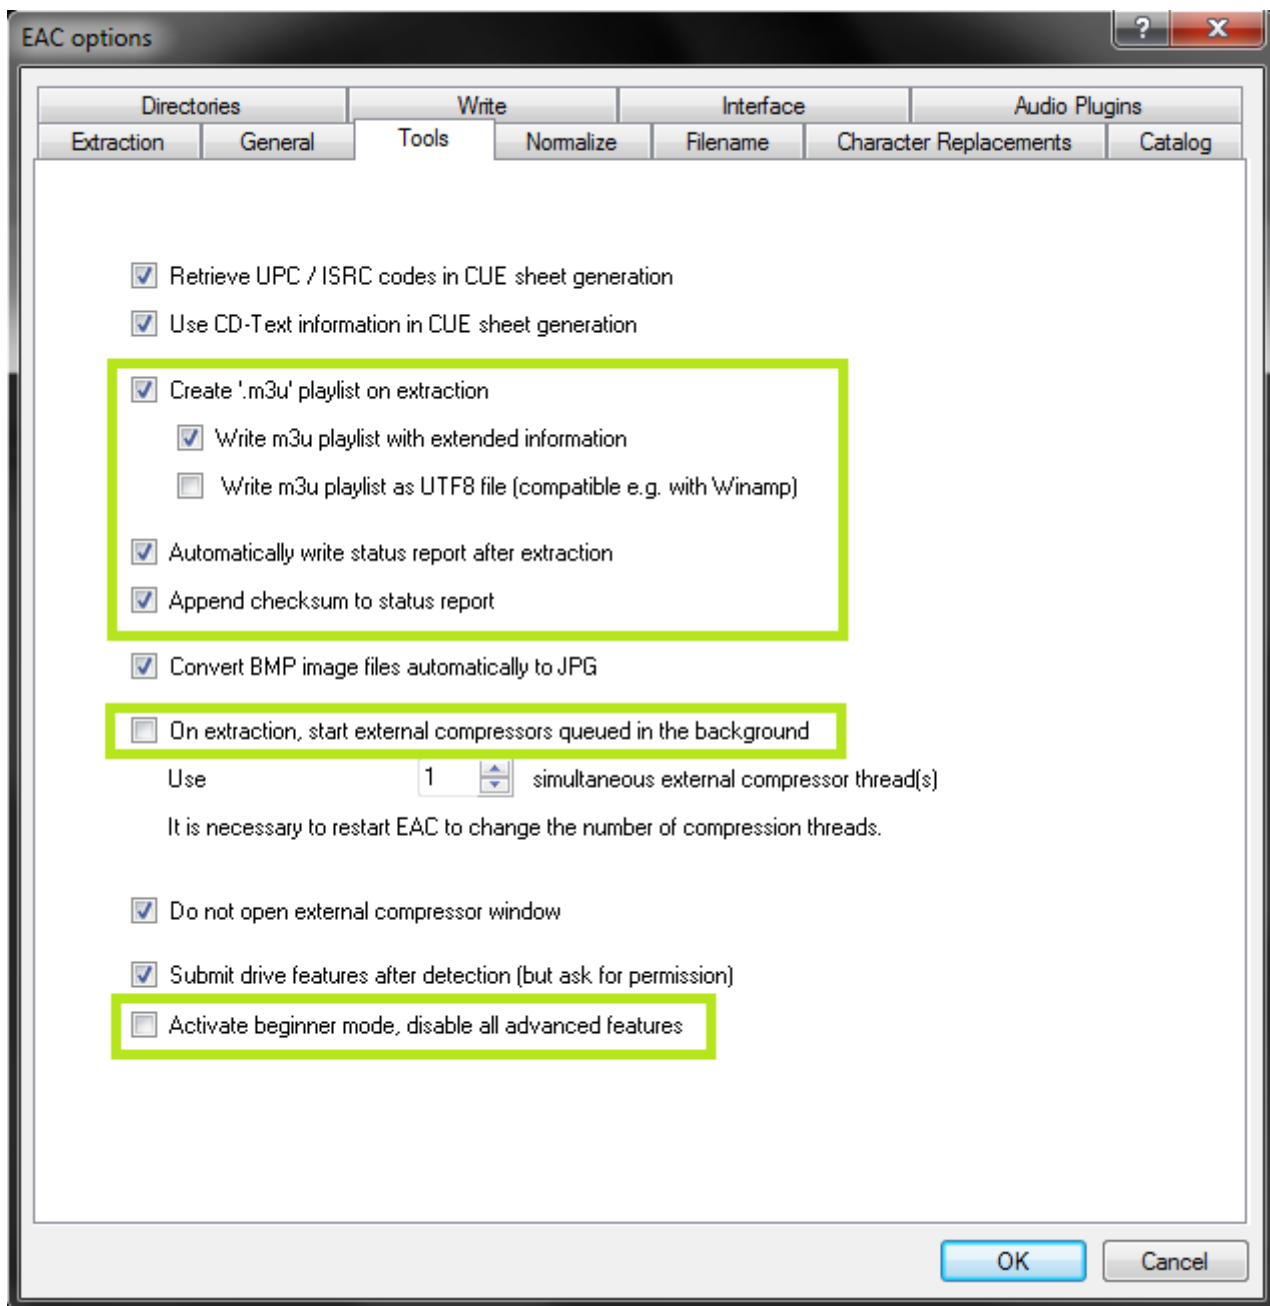 EAC options
?
X
Directories Write Interface Audio Plugins
Extraction General Tools Normalize Filename Character Replacements Catalog
Retrieve UPC / ISRC codes in CUE sheet generation
Use CD-Text information in CUE sheet generation
Create '.m3u' playlist on extraction
Write m3u playlist with extended information
Write m3u playlist as UTF8 file (compatible e.g. with Winamp)
Automatically write status report after extraction
Append checksum to status report
Convert BMP image files automatically to JPG
On extraction, start external compressors queued in the background
Use 1 simultaneous external compressor thread(s)
It is necessary to restart EAC to change the number of compression threads.
Do not open external compressor window
Submit drive features after detection (but ask for permission)
Activate beginner mode, disable all advanced features
OK Cancel